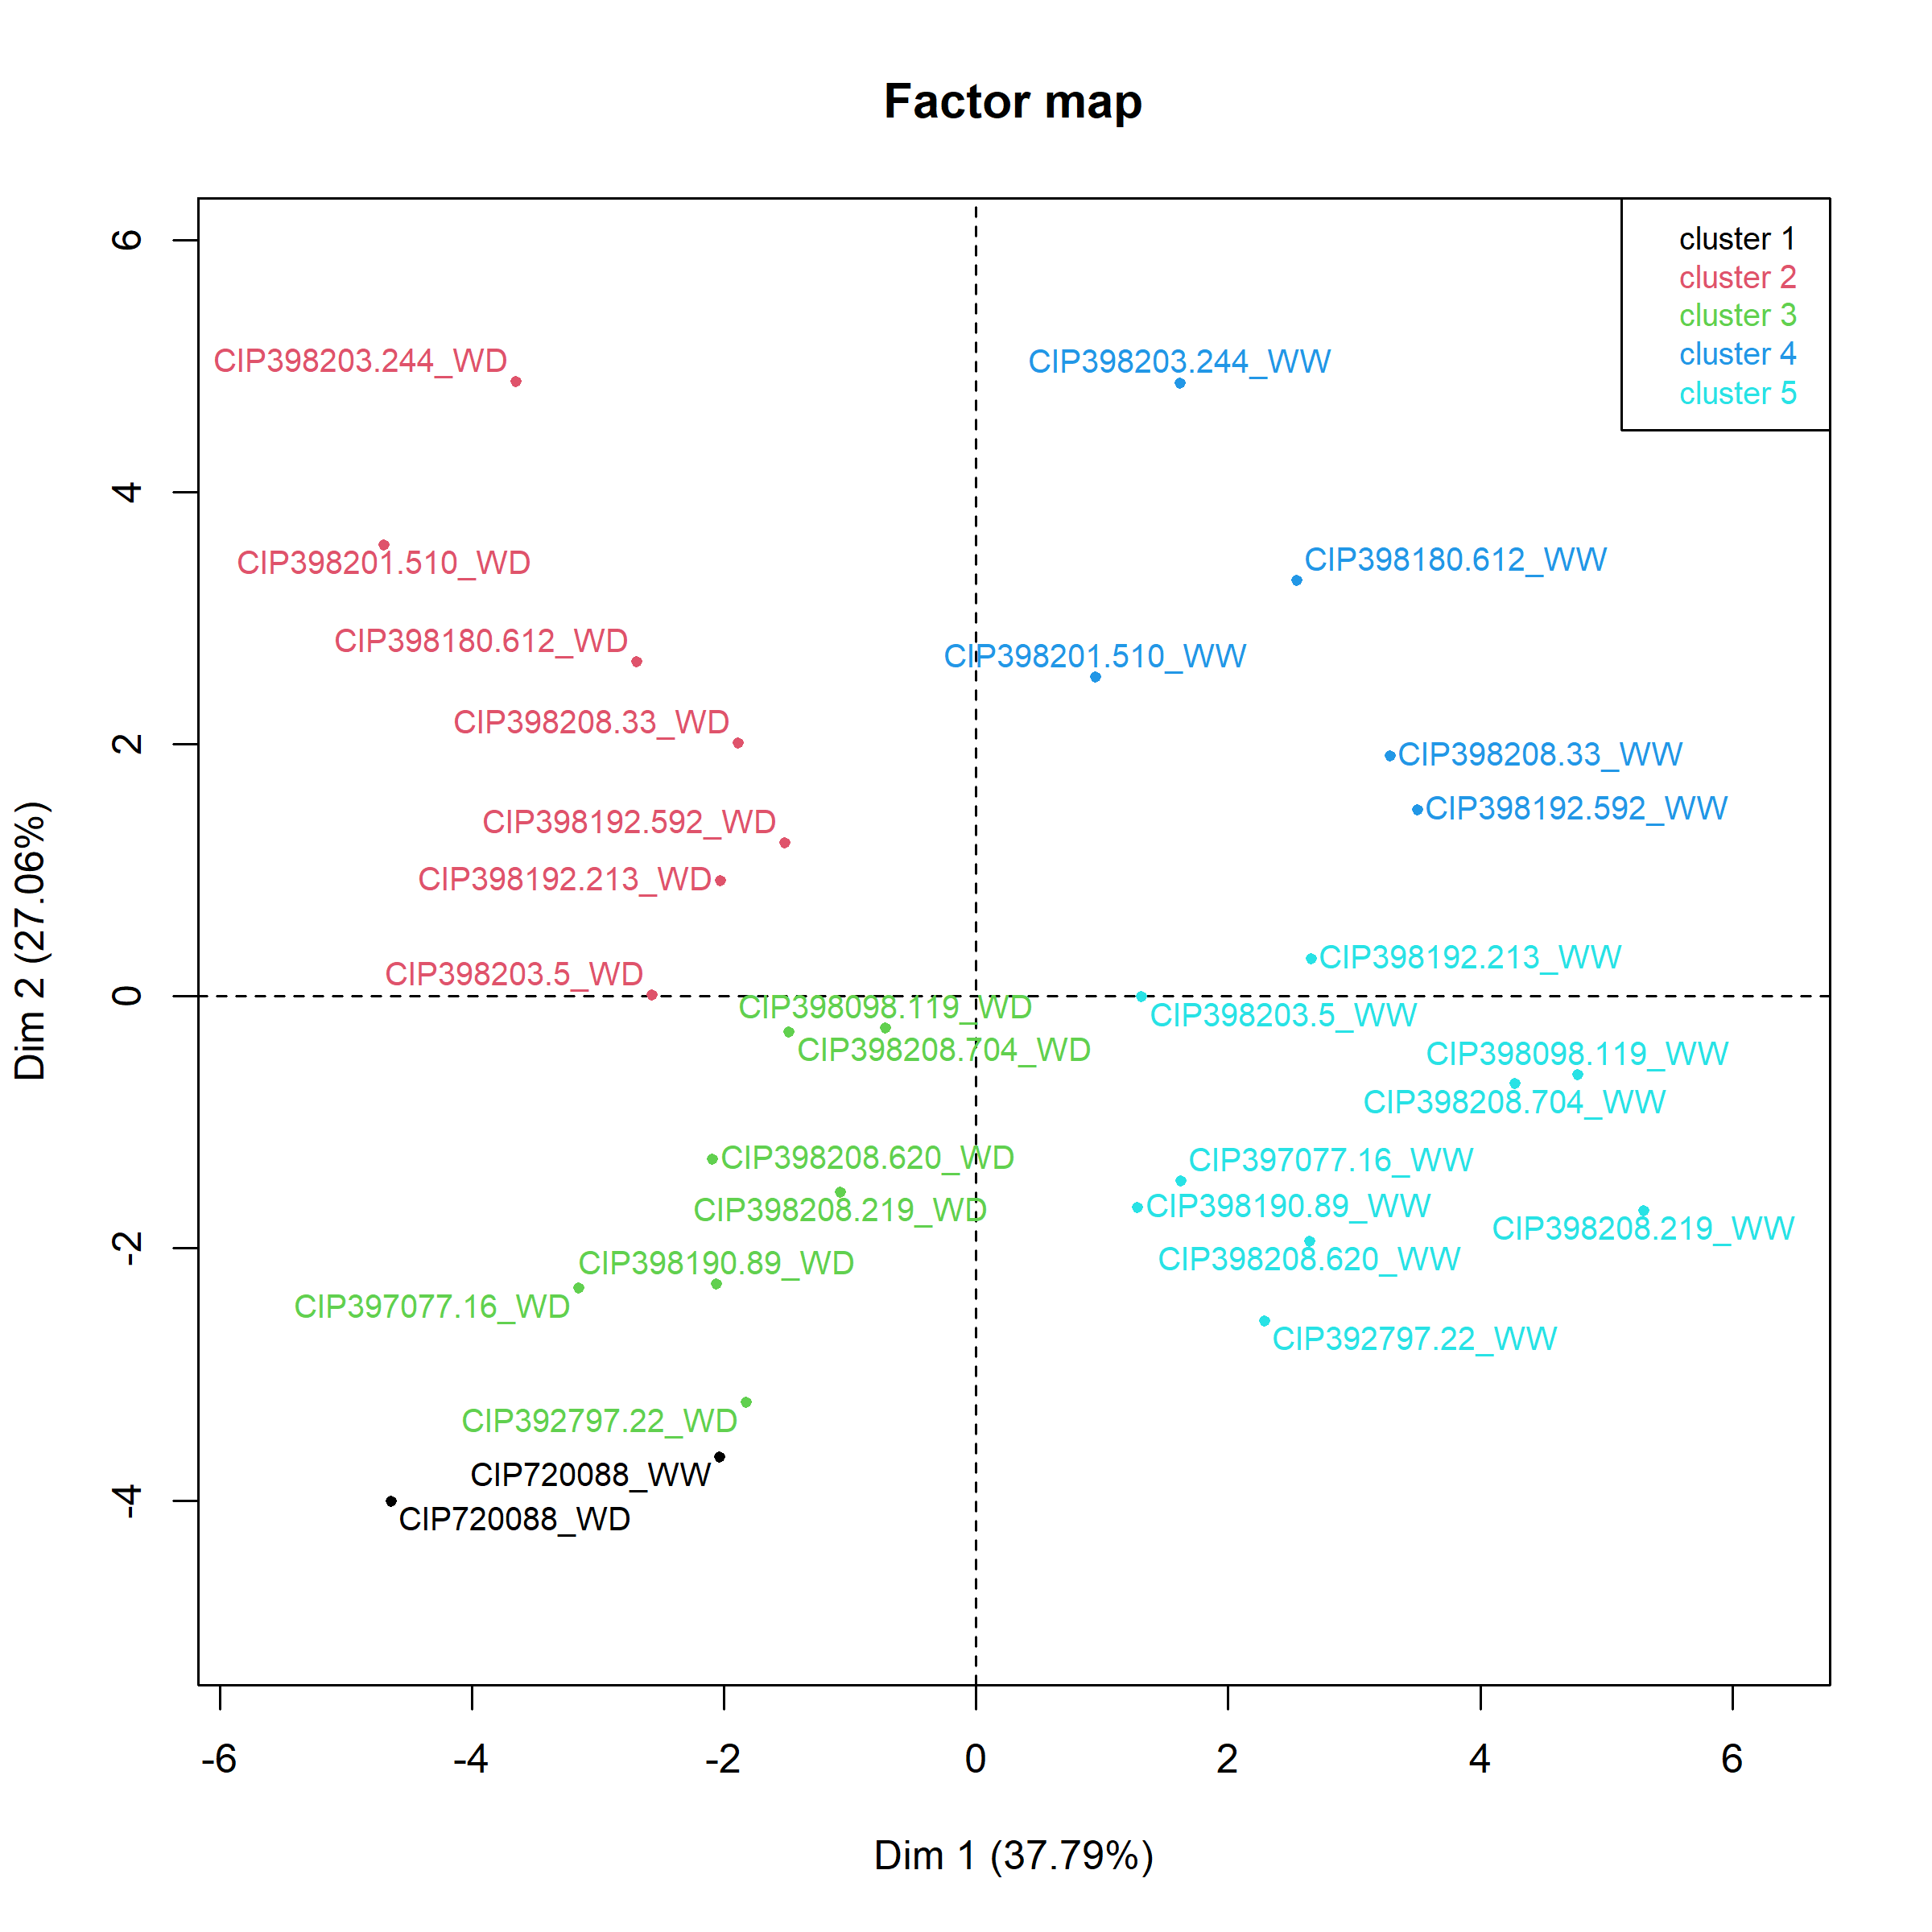 Factor map
cluster 1
cluster 2
cluster 3
cluster 4
cluster 5
CIP398203.244_WD
CIP398203.244_WW
CIP398201.510_WD
CIP398180.612_WW
CIP398180.612_WD
CIP398201.510_WW
CIP398208.33_WD
CIP398208.33_WW
CIP398192.592_WW
CIP398192.592_WD
CIP398192.213_WD
CIP398192.213_WW
CIP398203.5_WD
CIP398098.119_WD
CIP398203.5_WW
CIP398208.704_WD
CIP398098.119_WW
CIP398208.704_WW
CIP398208.620_WD
CIP397077.16_WW
CIP398208.219_WD
CIP398190.89_WW
CIP398208.219_WW
CIP398190.89_WD
CIP398208.620_WW
CIP397077.16_WD
CIP392797.22_WW
CIP392797.22_WD
CIP720088_WW
CIP720088_WD
6
4
2
0
-2
-4
Dim 2 (27.06%)
-6 -4 -2 0 2 4 6
Dim 1 (37.79%)